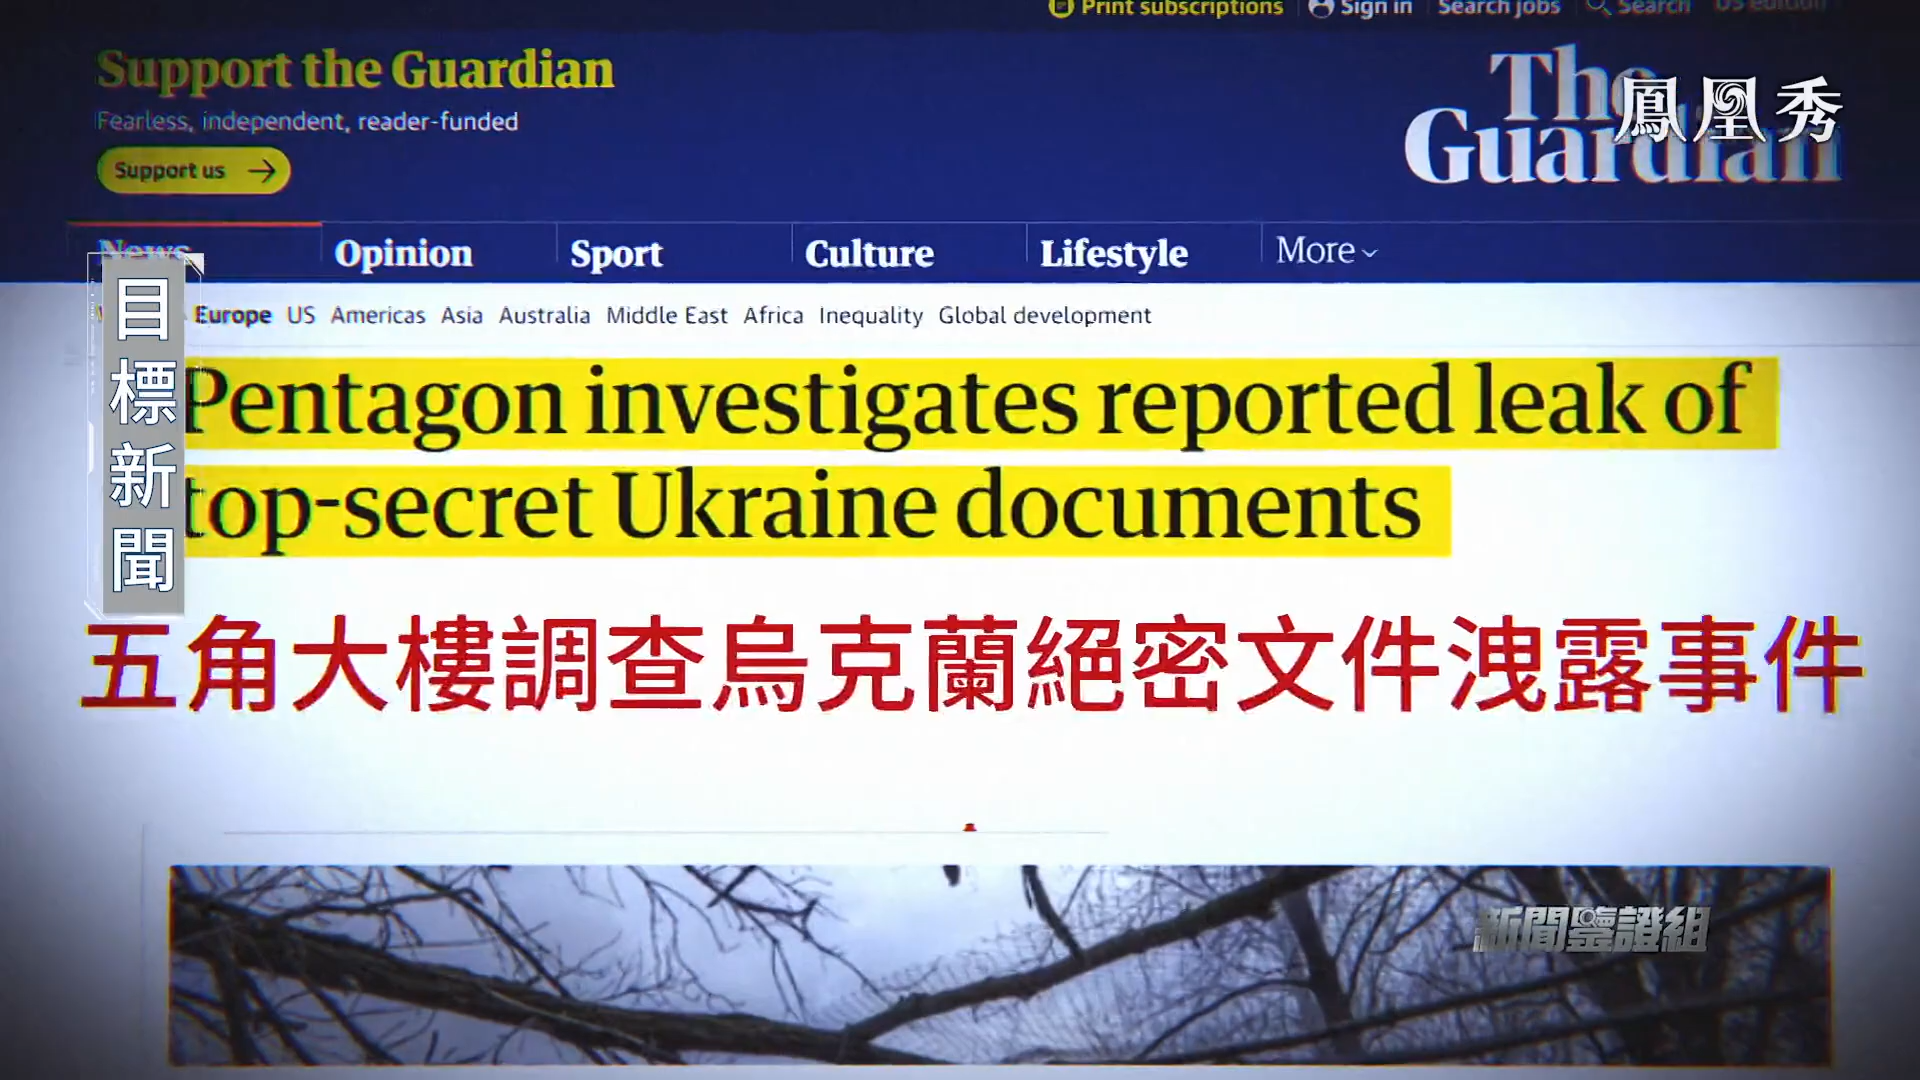 Print subscriptions
Sign in
Search jobs
Search
US edition
Support the Guardian
Fearless, independent, reader-funded
Support us
The Guardian
鳳凰秀
News
Opinion
Sport
Culture
Lifestyle
More
Europe US Americas Asia Australia Middle East Africa Inequality Global development
目標新聞
Pentagon investigates reported leak of
top-secret Ukraine documents
五角大樓調查烏克蘭絕密文件洩露事件
新聞鑒證組